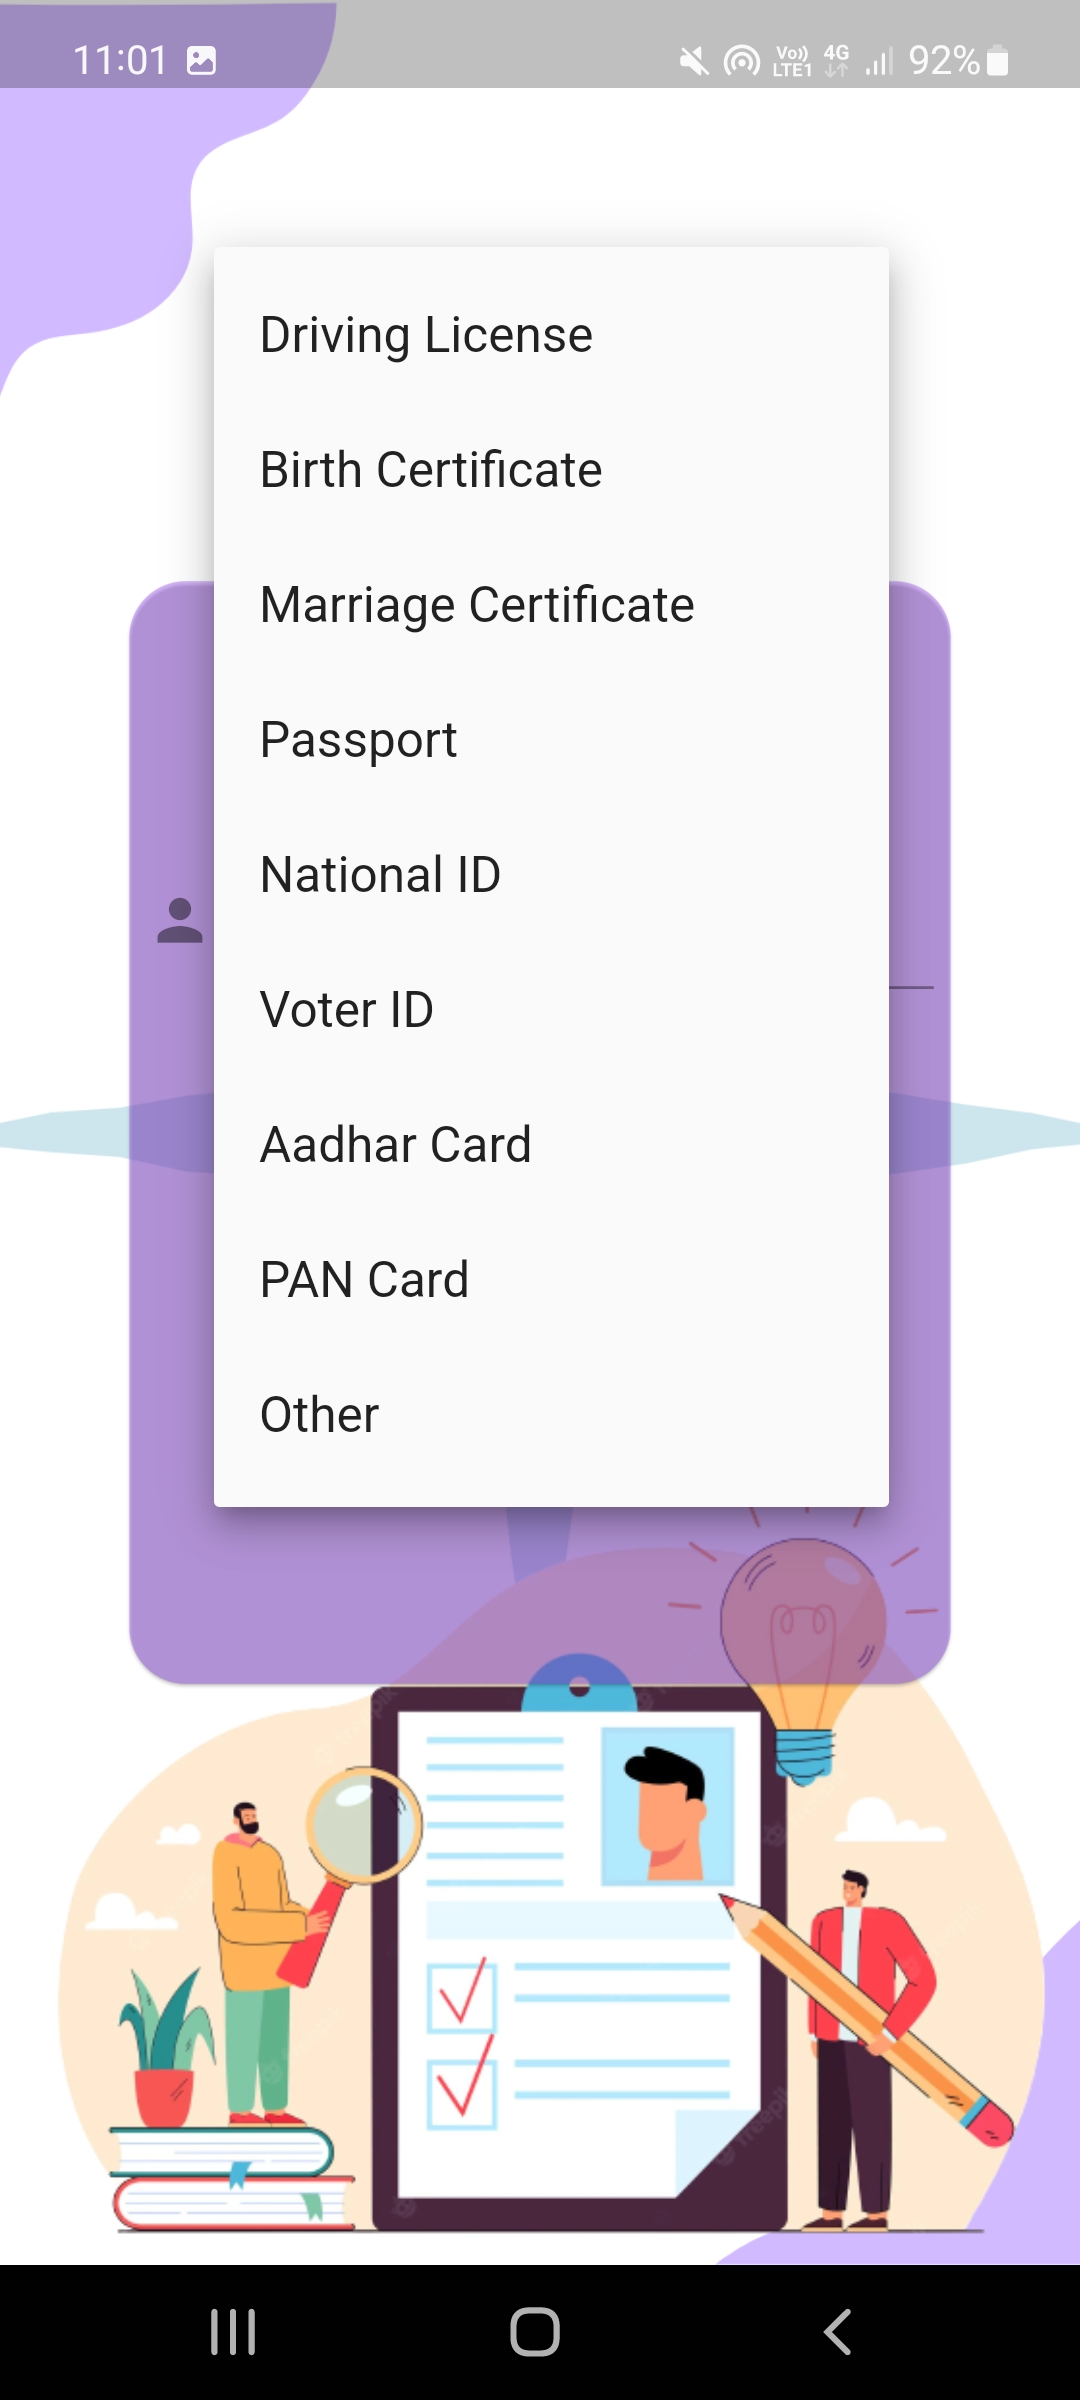 11:01 Vo)) LTE1 4G 92%
Driving License
Birth Certificate
Marriage Certificate
Passport
National ID
Voter ID
Aadhar Card
PAN Card
Other
freepik